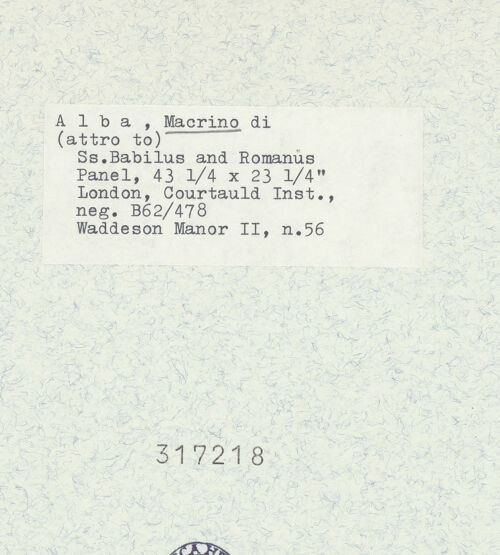 A l b a , Macrino di
(attro to)
Ss.Babilus and Romanus
Panel, 43 1/4 x 23 1/4"
London, Courtauld Inst.,
neg. B62/478
Waddeson Manor II, n.56
317218